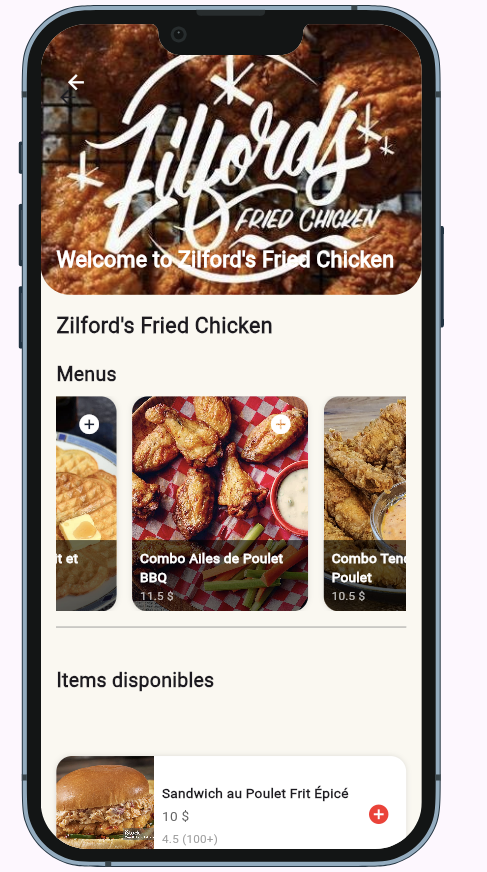 Zilford's
FRIED CHICKEN
Welcome to Zilford's Fried Chicken
Zilford's Fried Chicken
Menus
it et
Combo Ailes de Poulet
BBQ
11.5 $
Combo Tend
Poulet
10.5 $
Items disponibles
Sandwich au Poulet Frit Épicé
10 $
4.5 (100+)